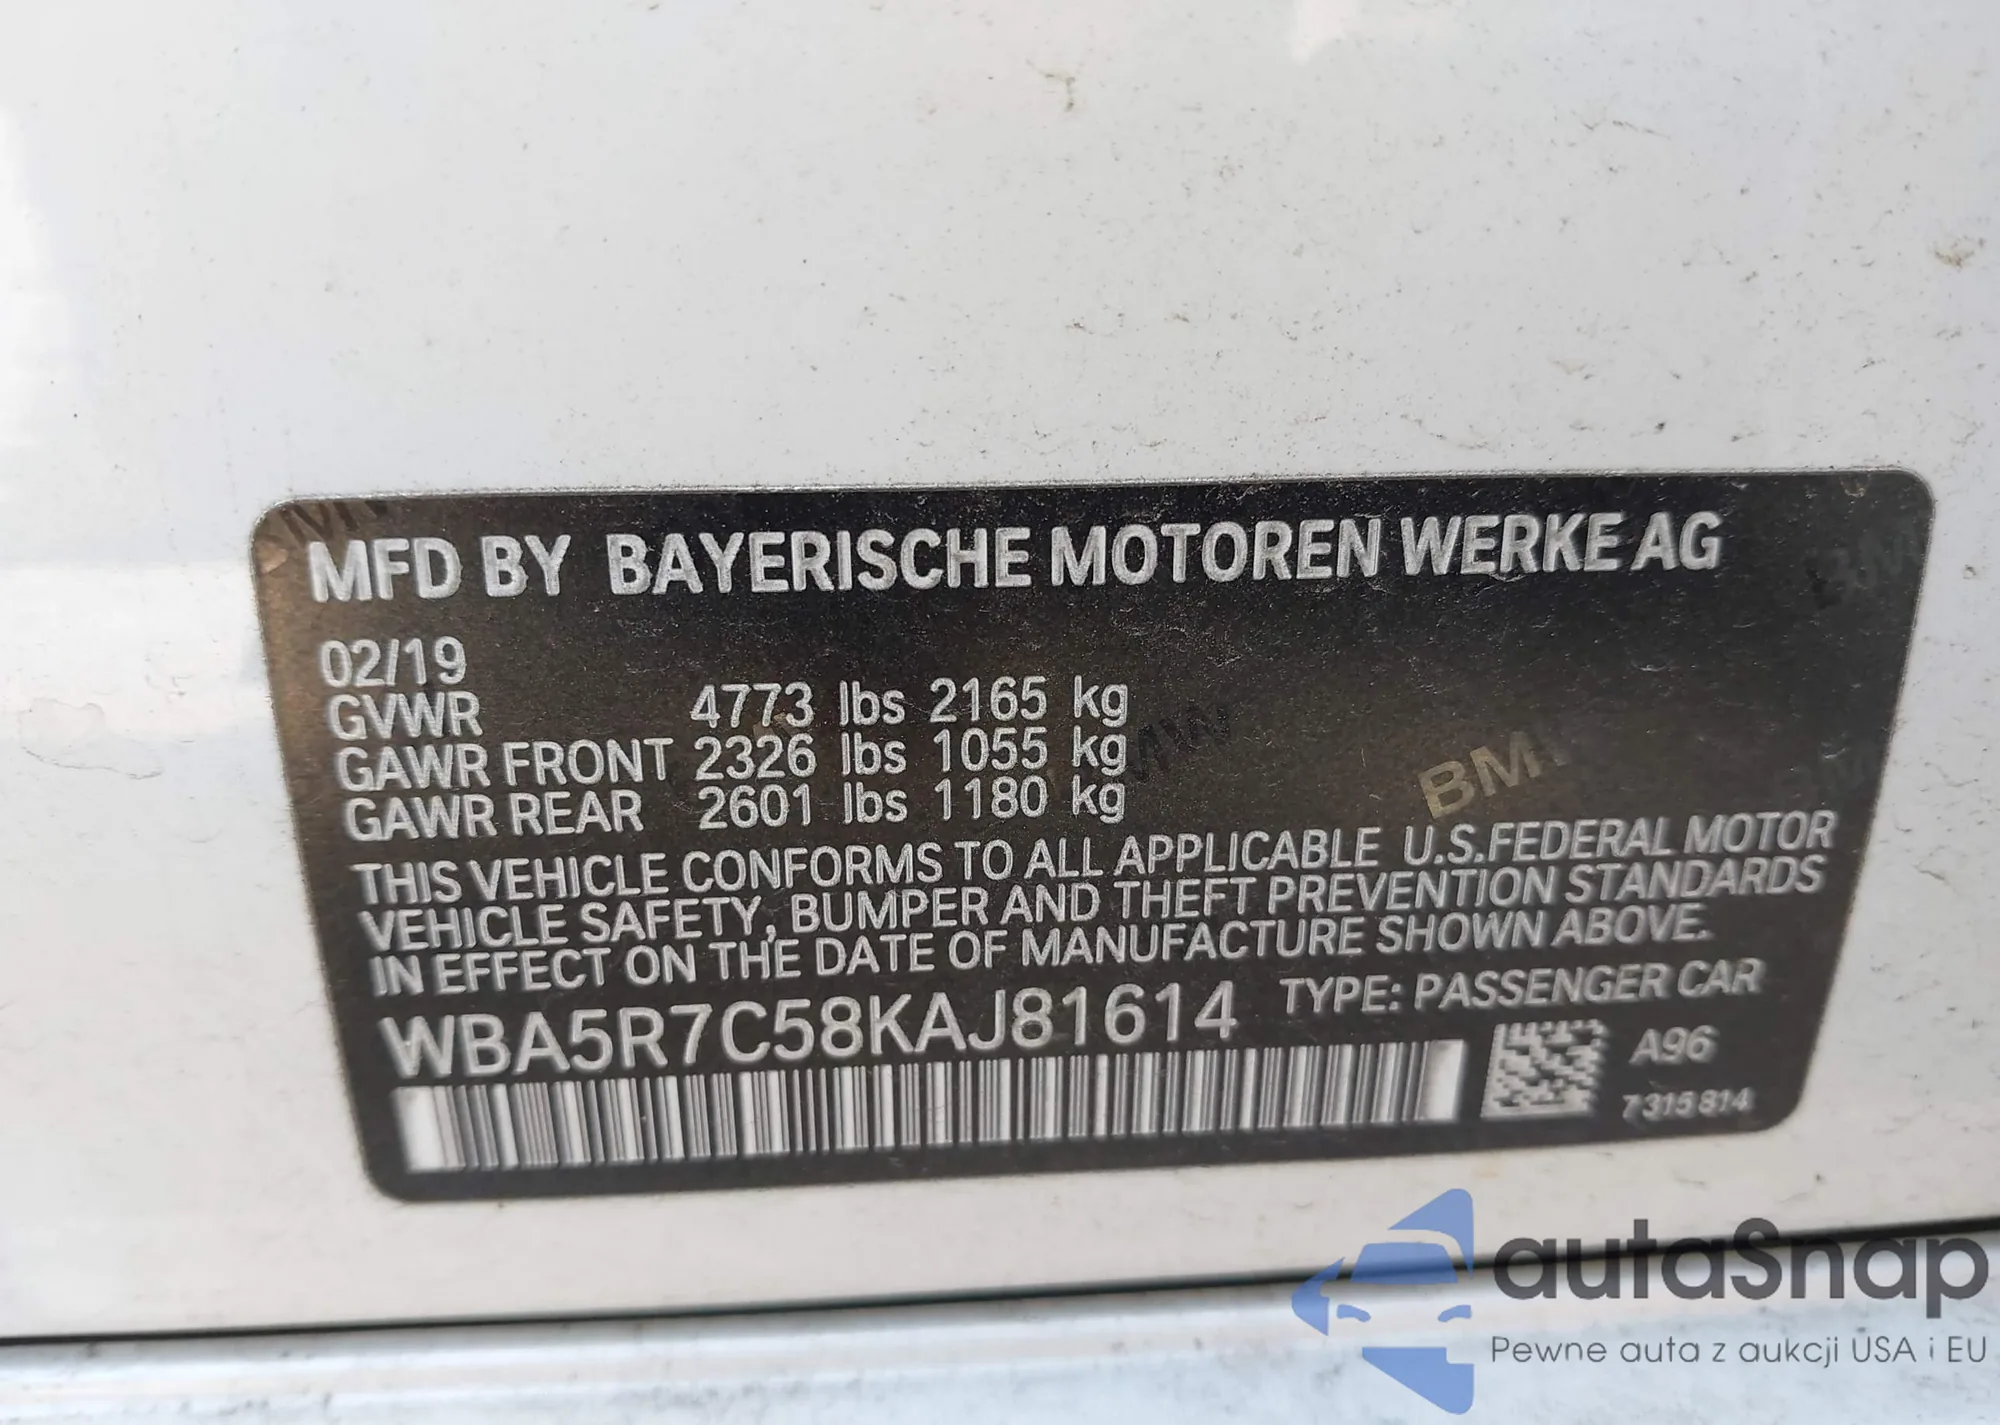 MFD BY BAYERISCHE MOTOREN WERKE AG
02/19
GVWR 4773 lbs 2165 kg
GAWR FRONT 2326 lbs 1055 kg
GAWR REAR 2601 lbs 1180 kg
THIS VEHICLE CONFORMS TO ALL APPLICABLE U.S.FEDERAL MOTOR
VEHICLE SAFETY, BUMPER AND THEFT PREVENTION STANDARDS
IN EFFECT ON THE DATE OF MANUFACTURE SHOWN ABOVE.
WBA5R7C58KAJ81614 TYPE: PASSENGER CAR
A96
7315814
autaSnap
Pewne auta z aukcji USA i EU